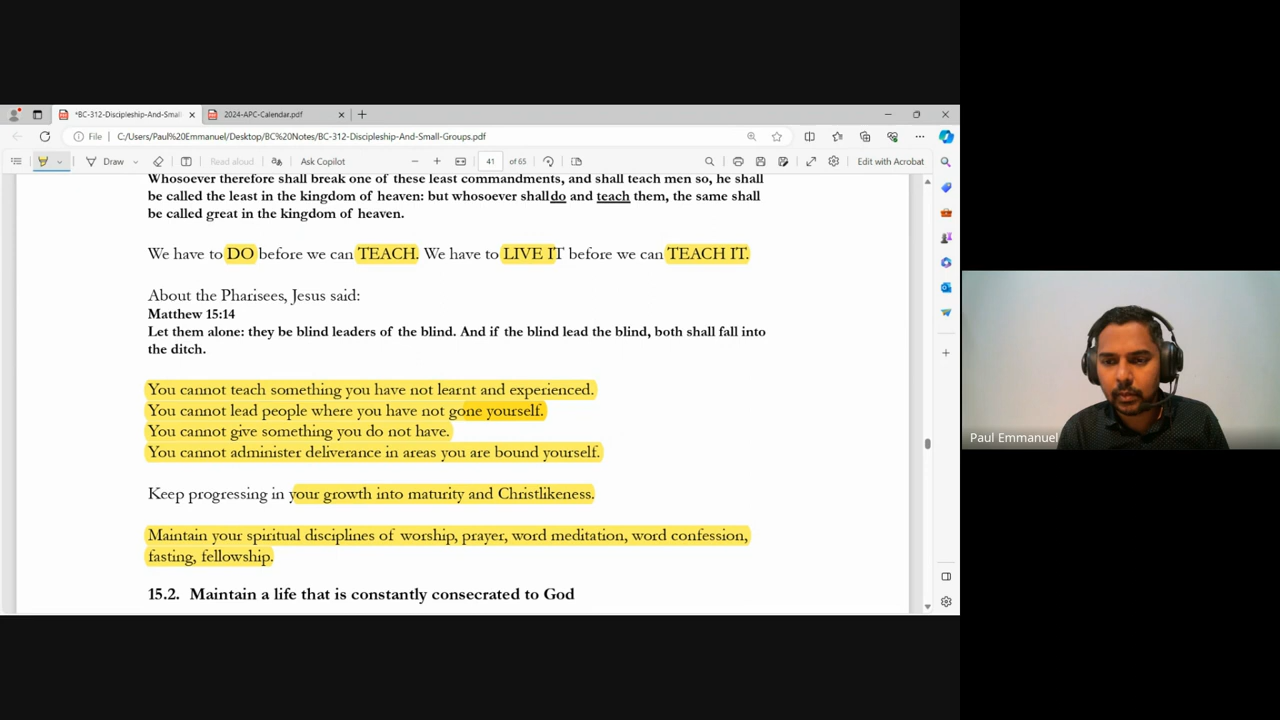 *BC-312-Discipleship-And-Small-
2024-APC-Calendar.pdf
File
C:/Users/Paul%20Emmanuel/Desktop/BC%20Notes/BC-312-Discipleship-And-Small-Groups.pdf
Draw
Read aloud
Ask Copilot
41 of 65
Edit with Acrobat
Whosoever therefore shall break one of these least commandments, and shall teach men so, he shall
be called the least in the kingdom of heaven: but whosoever shall do and teach them, the same shall
be called great in the kingdom of heaven.
We have to DO before we can TEACH. We have to LIVE IT before we can TEACH IT.
About the Pharisees, Jesus said:
Matthew 15:14
Let them alone: they be blind leaders of the blind. And if the blind lead the blind, both shall fall into
the ditch.
You cannot teach something you have not learnt and experienced.
You cannot lead people where you have not gone yourself.
You cannot give something you do not have.
You cannot administer deliverance in areas you are bound yourself.
Keep progressing in your growth into maturity and Christlikeness.
Maintain your spiritual disciplines of worship, prayer, word meditation, word confession,
fasting, fellowship.
15.2. Maintain a life that is constantly consecrated to God
Paul Emmanuel